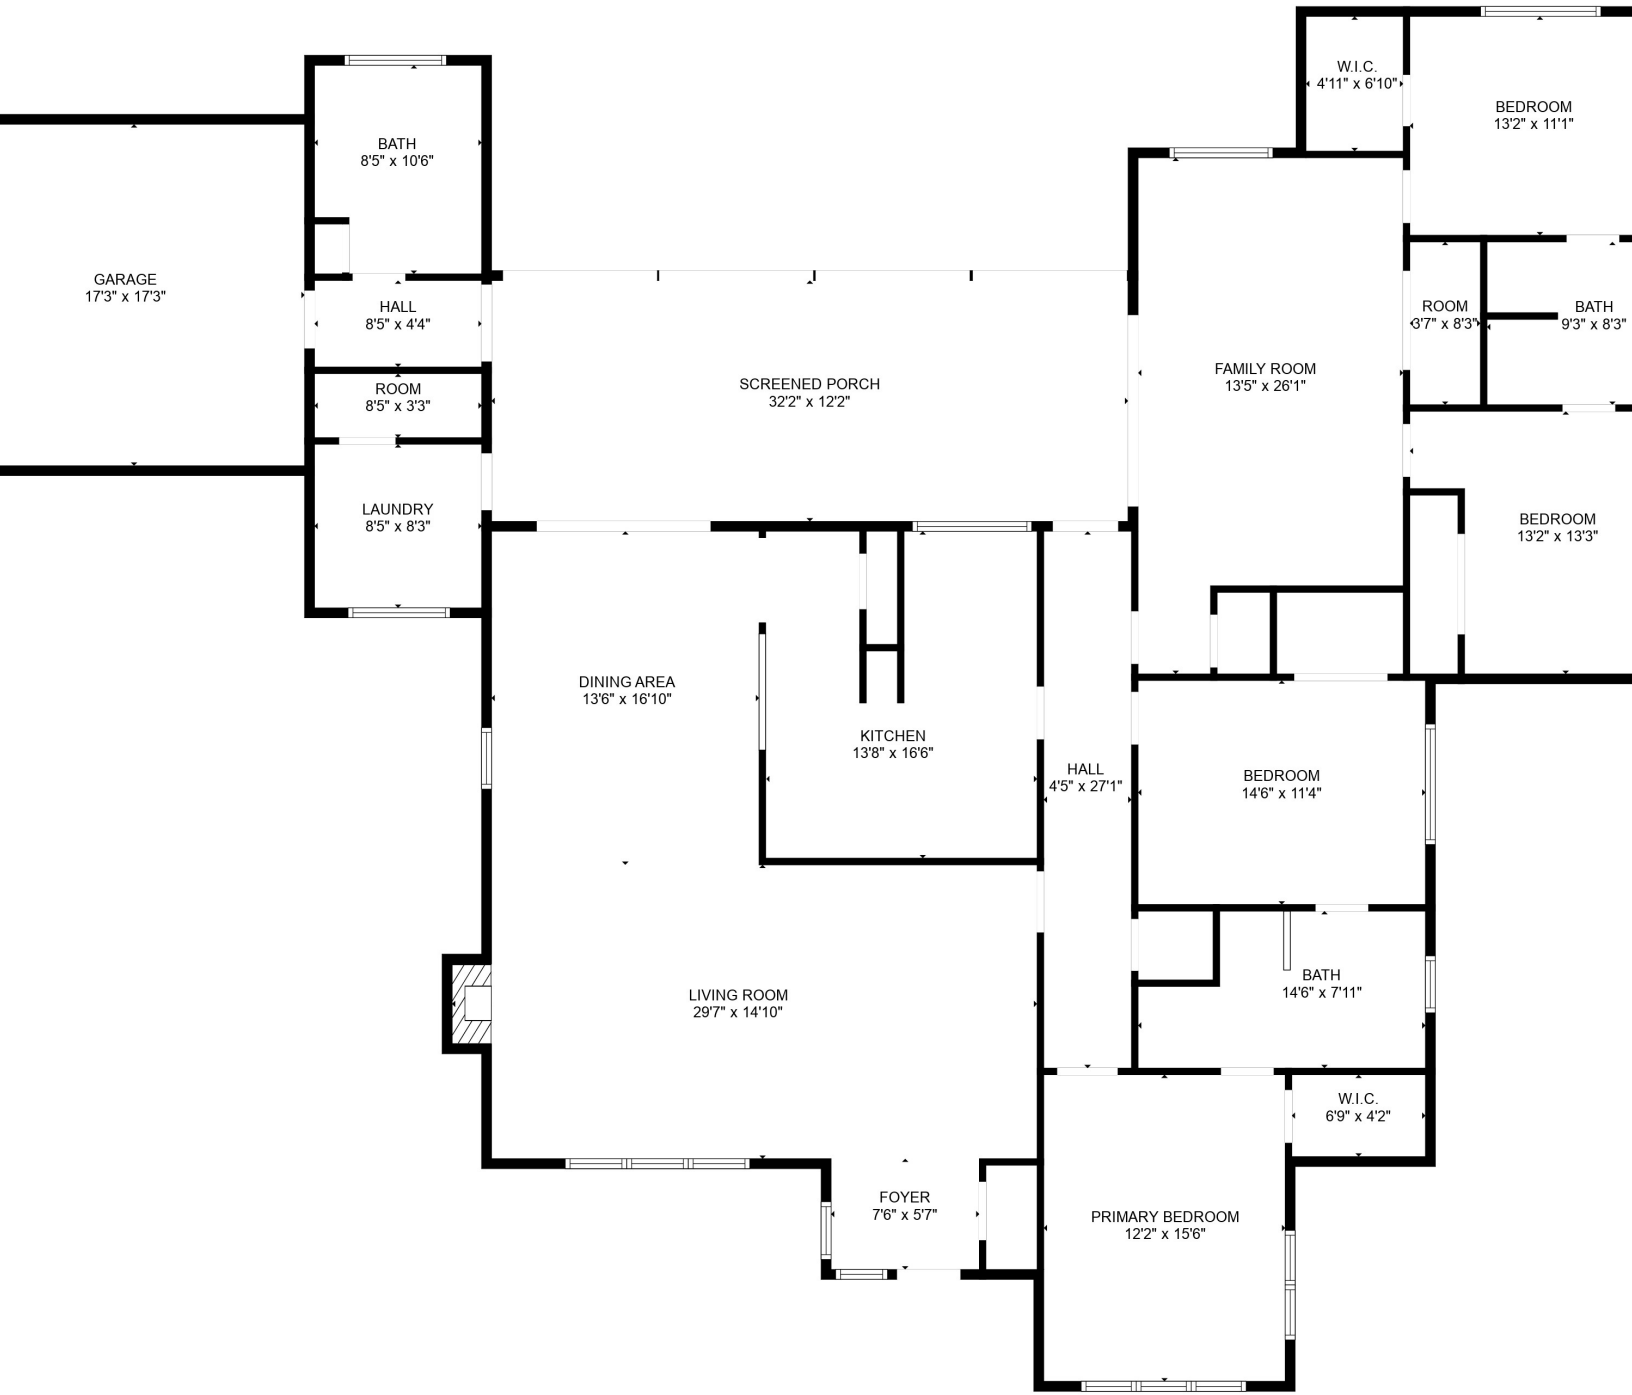 W.I.C.
4'11" x 6'10"
BEDROOM
13'2" x 11'1"
BATH
8'5" x 10'6"
GARAGE
17'3" x 17'3"
HALL
8'5" x 4'4"
ROOM
3'7" x 8'3"
BATH
9'3" x 8'3"
FAMILY ROOM
13'5" x 26'1"
SCREENED PORCH
32'2" x 12'2"
ROOM
8'5" x 3'3"
LAUNDRY
8'5" x 8'3"
BEDROOM
13'2" x 13'3"
DINING AREA
13'6" x 16'10"
KITCHEN
13'8" x 16'6"
HALL
4'5" x 27'1"
BEDROOM
14'6" x 11'4"
BATH
14'6" x 7'11"
LIVING ROOM
29'7" x 14'10"
W.I.C.
6'9" x 4'2"
FOYER
7'6" x 5'7"
PRIMARY BEDROOM
12'2" x 15'6"